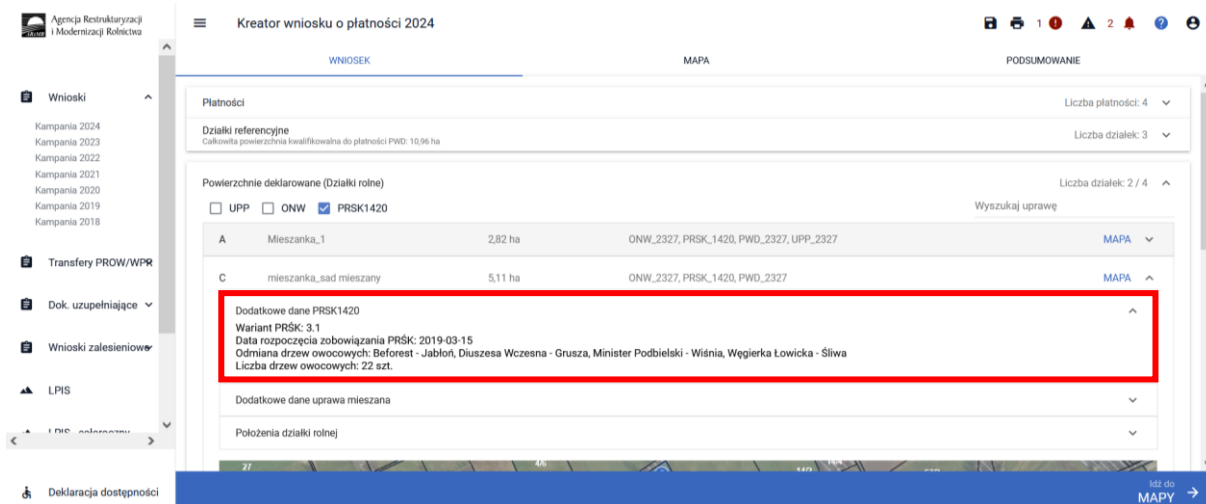 Agencja Restrukturyzacji
i Modernizacji Rolnictwa
Kreator wniosku o płatności 2024
1
2
WNIOSEK
MAPA
PODSUMOWANIE
Wnioski
Kampania 2024
Kampania 2023
Kampania 2022
Kampania 2021
Kampania 2020
Kampania 2019
Kampania 2018
Transfery PROW/WPR
Dok. uzupełniające
Wnioski zalesieniowe
LPIS
Deklaracja dostępności
Płatności
Liczba płatności: 4
Działki referencyjne
Całkowita powierzchnia kwalifikowalna do płatności PWD: 10,96 ha
Liczba działek: 3
Powierzchnie deklarowane (Działki rolne)
Liczba działek: 2 / 4
UPP ONW PRSK1420
Wyszukaj uprawę
A Mieszanka_1 2,82 ha ONW_2327, PRSK_1420, PWD_2327, UPP_2327 MAPA
C mieszanka_sad mieszany 5,11 ha ONW_2327, PRSK_1420, PWD_2327 MAPA
Dodatkowe dane PRSK1420
Wariant PRŚK: 3.1
Data rozpoczęcia zobowiązania PRŚK: 2019-03-15
Odmiana drzew owocowych: Beforest - Jabłoń, Diuszesa Wczesna - Grusza, Minister Podbielski - Wiśnia, Węgierka Łowicka - Śliwa
Liczba drzew owocowych: 22 szt.
Dodatkowe dane uprawa mieszana
Położenia działki rolnej
27
4/6
Idź do
MAPY